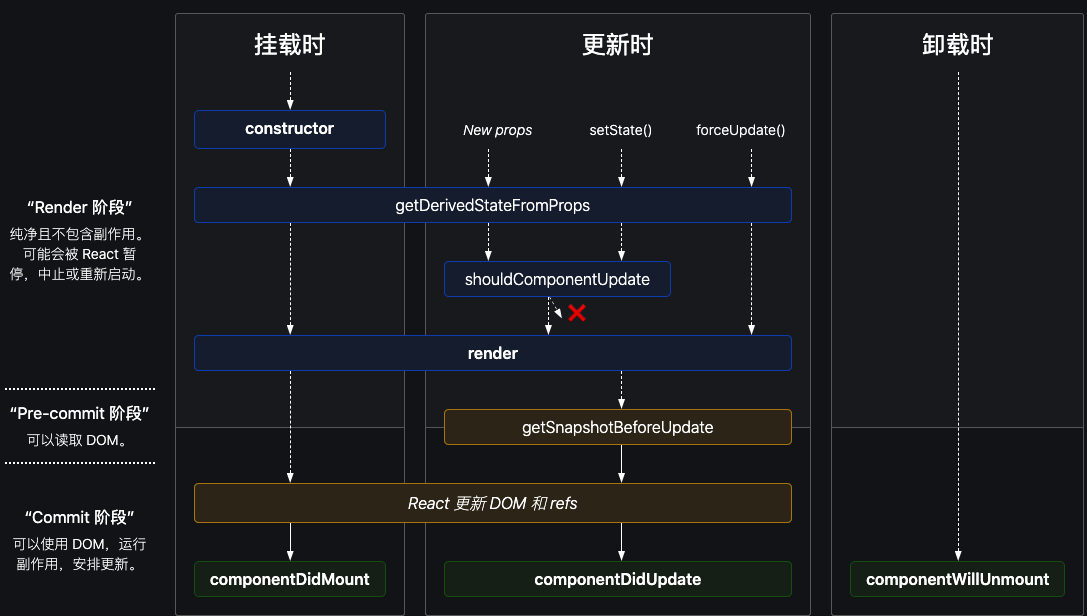 挂载时
更新时
卸载时
constructor
New props
setState()
forceUpdate()
“Render 阶段”
纯净且不包含副作用。
可能会被 React 暂
停，中止或重新启动。
getDerivedStateFromProps
shouldComponentUpdate
render
“Pre-commit 阶段”
可以读取 DOM。
getSnapshotBeforeUpdate
“Commit 阶段”
可以使用 DOM，运行
副作用，安排更新。
React 更新 DOM 和 refs
componentDidMount
componentDidUpdate
componentWillUnmount